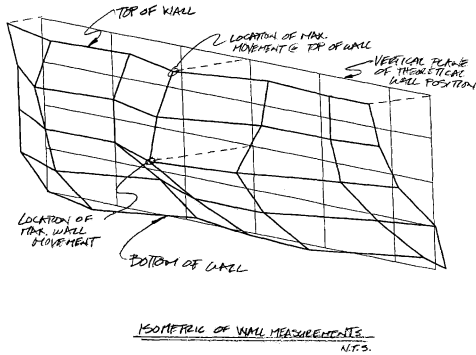 TOP OF WALL
LOCATION OF MAX.
MOVEMENT @ TOP OF WALL
VERTICAL PLANE
OF THEORETICAL
WALL POSITION
LOCATION OF
MAX. WALL
MOVEMENT
BOTTOM OF WALL
ISOMETRIC OF WALL MEASUREMENTS
N.T.S.